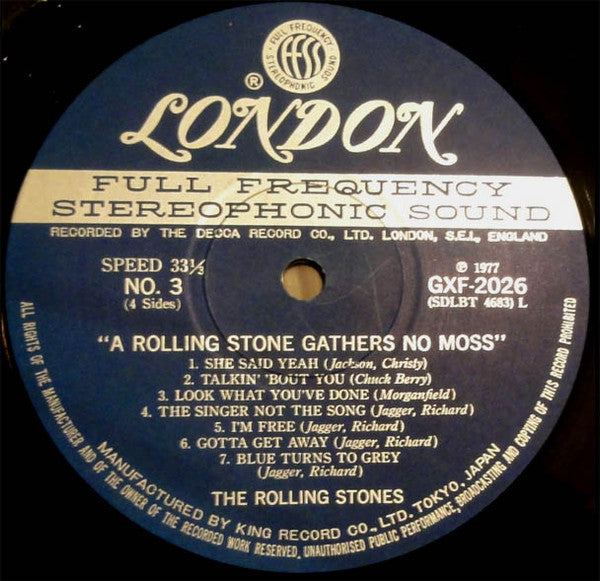 FULL FREQUENCY
ffss
STEREOPHONIC SOUND
®
LONDON
FULL FREQUENCY
STEREOPHONIC SOUND
RECORDED BY THE DECCA RECORD CO., LTD. LONDON, S.E.I., ENGLAND
SPEED 33⅓
NO. 3
(4 Sides)
℗ 1977
GXF-2026
(SDLBT 4683) L
"A ROLLING STONE GATHERS NO MOSS"
1. SHE SAID YEAH (Jackson, Christy)
2. TALKIN' 'BOUT YOU (Chuck Berry)
3. LOOK WHAT YOU'VE DONE (Morganfield)
4. THE SINGER NOT THE SONG (Jagger, Richard)
5. I'M FREE (Jagger, Richard)
6. GOTTA GET AWAY (Jagger, Richard)
7. BLUE TURNS TO GREY
(Jagger, Richard)
THE ROLLING STONES
MANUFACTURED BY KING RECORD CO., LTD. TOKYO, JAPAN
ALL RIGHTS OF THE MANUFACTURER AND OF THE OWNER OF THE RECORDED WORK RESERVED. UNAUTHORISED PUBLIC PERFORMANCE, BROADCASTING AND COPYING OF THIS RECORD PROHIBITED